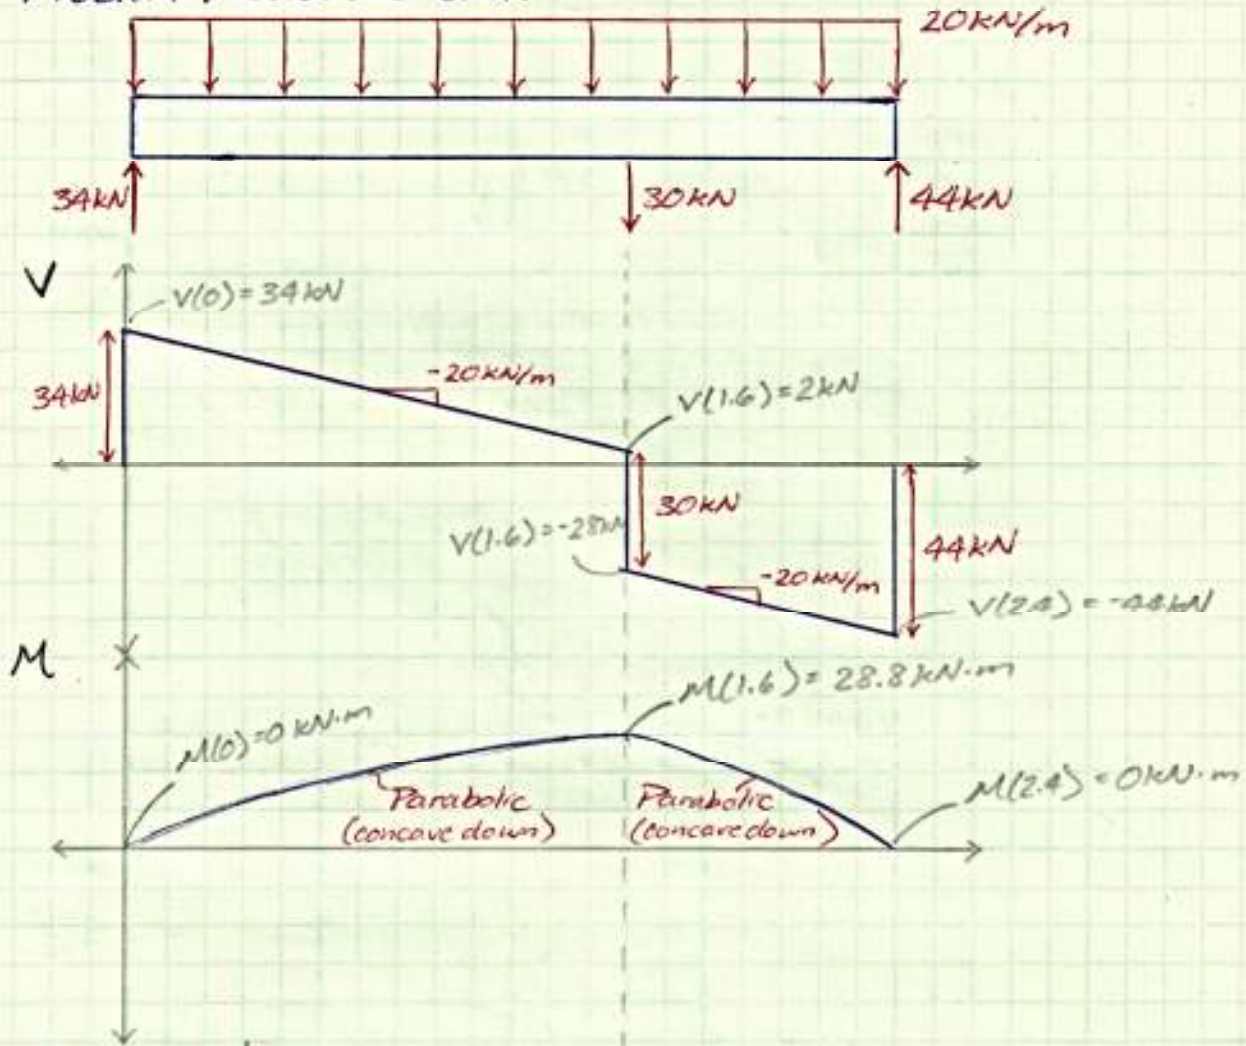 20kN/m
34kN
30kN
44kN
V
V(0)=34kN
34kN
-20kN/m
V(1.6)=2kN
30kN
V(1.6)=-28kN
44kN
-20kN/m
V(2.4)=-44kN
M
M(1.6)=28.8kN·m
M(0)=0kN·m
M(2.4)=0kN·m
Parabolic
(concave down)
Parabolic
(concave down)